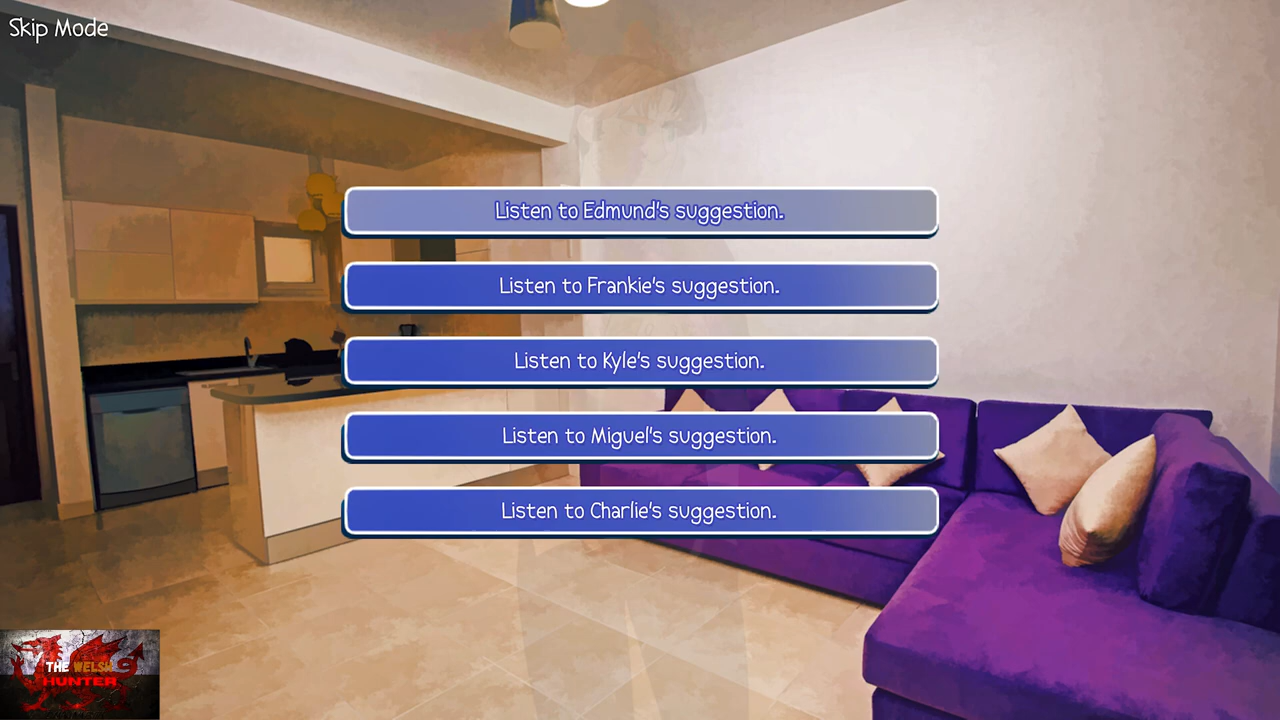 Skip Mode
Listen to Edmund's suggestion.
Listen to Frankie's suggestion.
Listen to Kyle's suggestion.
Listen to Miguel's suggestion.
Listen to Charlie's suggestion.
THE WELSH
HUNTER